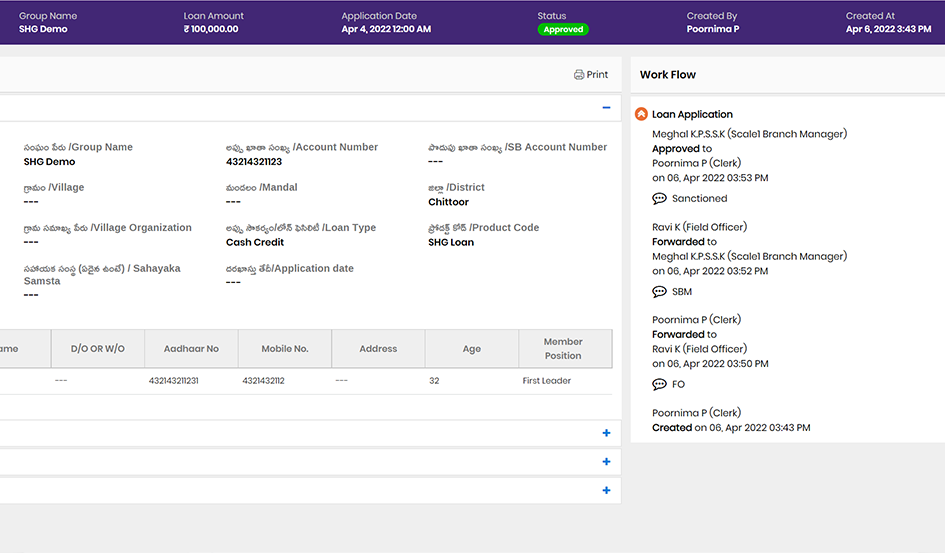 Group Name Loan Amount Application Date Status Created By Created At
SHG Demo ₹ 100,000.00 Apr 4, 2022 12:00 AM Approved Poornima P Apr 6, 2022 3:43 PM
Print
సంఘం పేరు /Group Name అప్పు ఖాతా సంఖ్య /Account Number పొదుపు ఖాతా సంఖ్య /SB Account Number
SHG Demo 43214321123 ---
గ్రామం /Village మండలం /Mandal జిల్లా /District
--- --- Chittoor
గ్రామ సమాఖ్య పేరు /Village Organization అప్పు సౌకర్యం/లోన్ ఫెసిలిటీ /Loan Type ప్రోడక్ట్ కోడ్ /Product Code
--- Cash Credit SHG Loan
సహాయక సంస్థ (ఏదైన ఉంటే) / Sahayaka దరఖాస్తు తేదీ/Application date
Samsta ---
---
ame D/O OR W/O Aadhaar No Mobile No. Address Age Member
Position
--- 432143211231 4321432112 --- 32 First Leader
Work Flow
Loan Application
Meghal K.P.S.S.K (Scale1 Branch Manager)
Approved to
Poornima P (Clerk)
on 06, Apr 2022 03:53 PM
Sanctioned
Ravi K (Field Officer)
Forwarded to
Meghal K.P.S.S.K (Scale1 Branch Manager)
on 06, Apr 2022 03:52 PM
SBM
Poornima P (Clerk)
Forwarded to
Ravi K (Field Officer)
on 06, Apr 2022 03:50 PM
FO
Poornima P (Clerk)
Created on 06, Apr 2022 03:43 PM